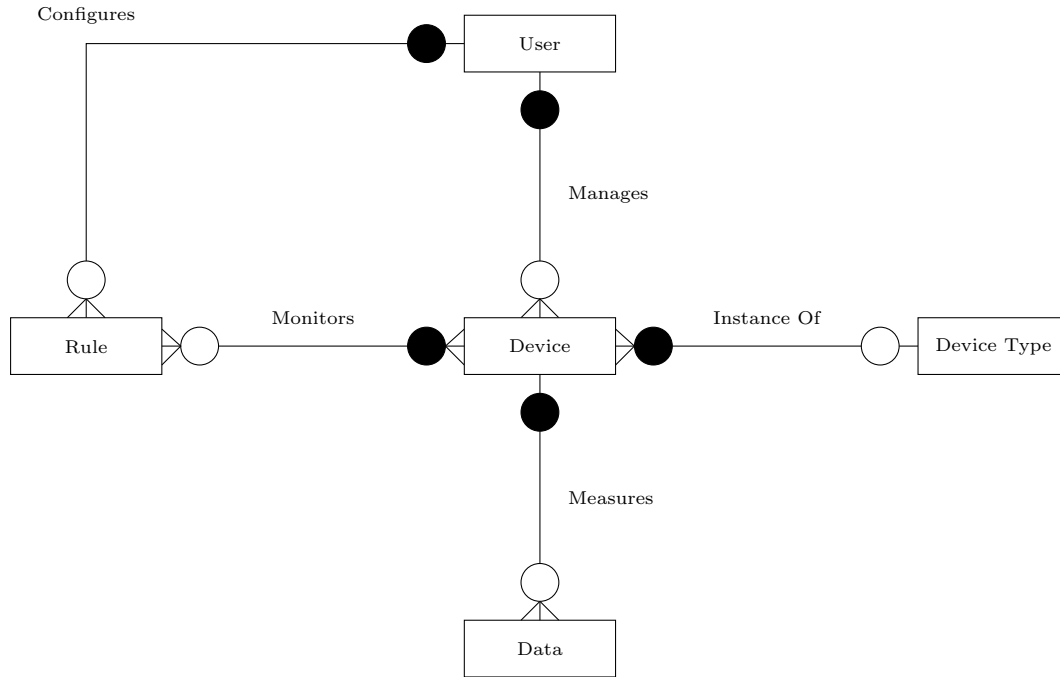 Configures
User
Manages
Monitors
Instance Of
Rule
Device
Device Type
Measures
Data